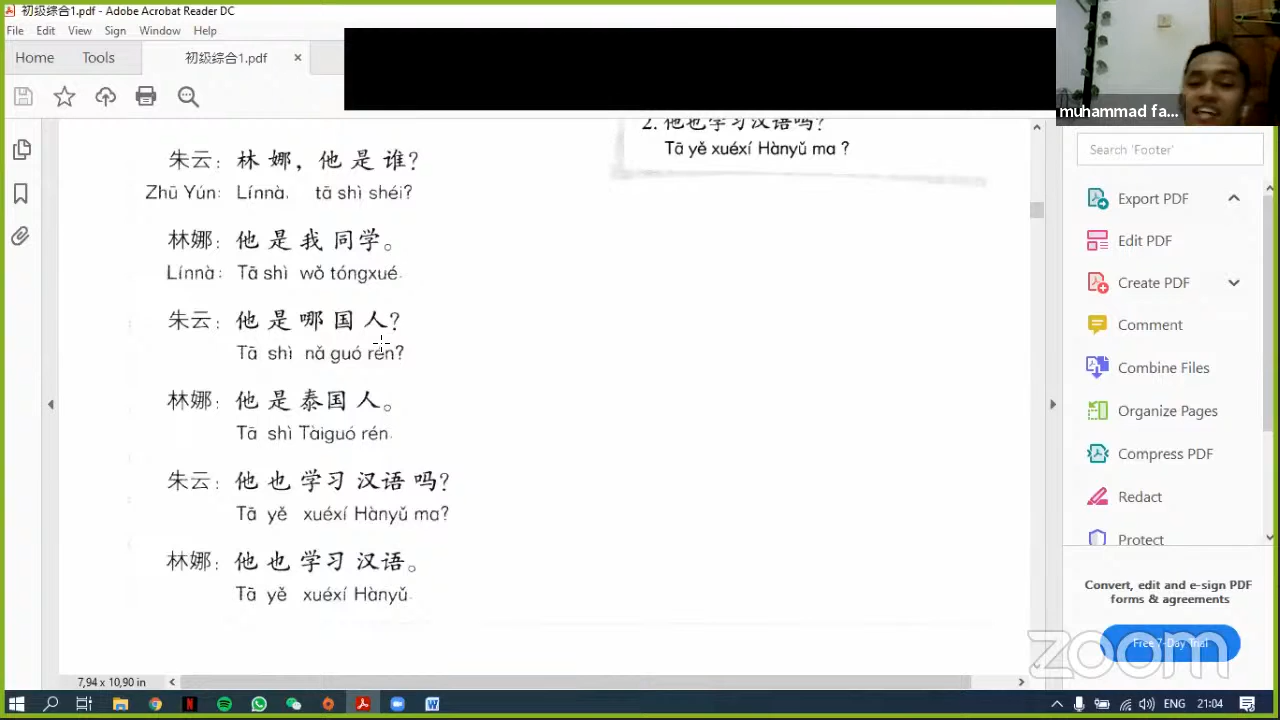 初级综合1.pdf - Adobe Acrobat Reader DC
File Edit View Sign Window Help
Home Tools 初级综合1.pdf ×
muhammad fa...
2. 他也学习汉语吗?
Tā yě xuéxí Hànyǔ ma ?
朱云: 林娜, 他是谁?
Zhū Yún: Línnà, tā shì shéi?
林娜: 他是我同学。
Línnà: Tā shì wǒ tóngxué.
朱云: 他是哪国人?
Tā shì nǎ guó rén?
林娜: 他是泰国人。
Tā shì Tàiguó rén.
朱云: 他也学习汉语吗?
Tā yě xuéxí Hànyǔ ma?
林娜: 他也学习汉语。
Tā yě xuéxí Hànyǔ.
7,94 x 10,90 in
Search 'Footer'
Export PDF
Edit PDF
Create PDF
Comment
Combine Files
Organize Pages
Compress PDF
Redact
Protect
Convert, edit and e-sign PDF
forms & agreements
Free 7-Day Trial
zoom
ENG 21:04